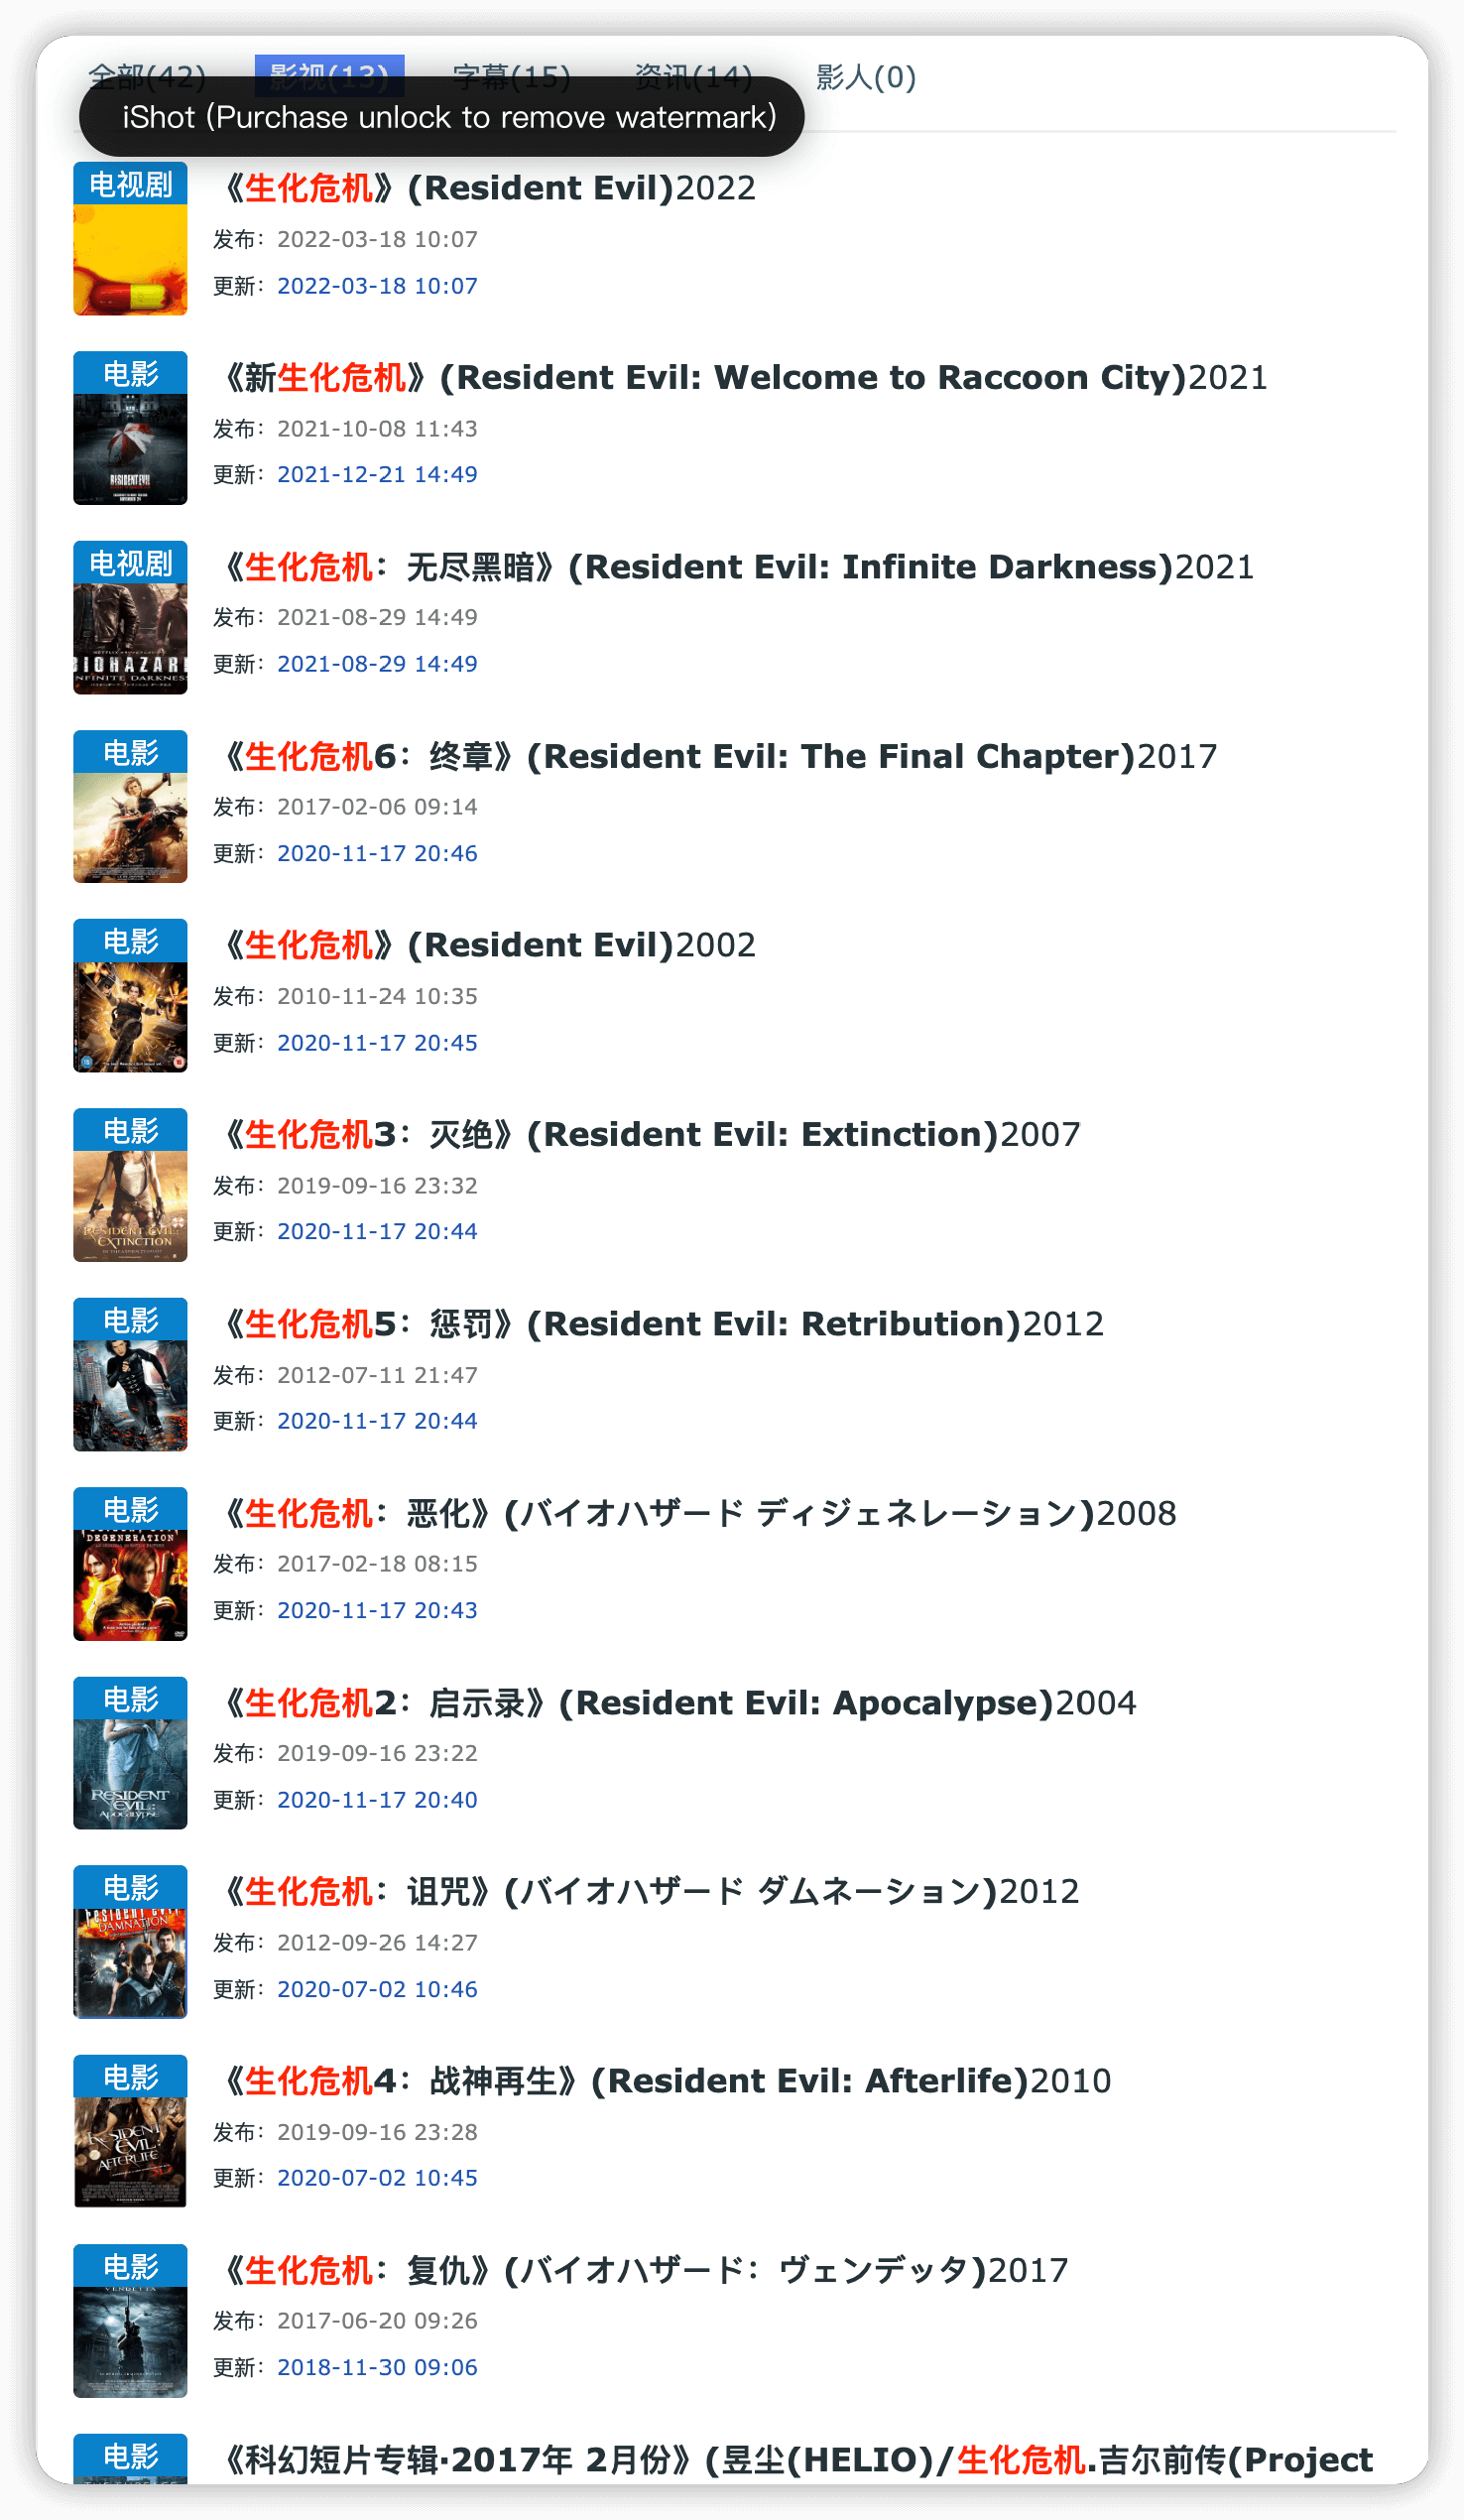 全部(42) 影视(13) 字幕(15) 资讯(14) 影人(0)
iShot (Purchase unlock to remove watermark)
电视剧
《生化危机》(Resident Evil)2022
发布：2022-03-18 10:07
更新：2022-03-18 10:07
电影
《新生化危机》(Resident Evil: Welcome to Raccoon City)2021
发布：2021-10-08 11:43
更新：2021-12-21 14:49
RESIDENT EVIL
电视剧
《生化危机：无尽黑暗》(Resident Evil: Infinite Darkness)2021
发布：2021-08-29 14:49
更新：2021-08-29 14:49
BIOHAZARD
INFINITE DARKNESS
电影
《生化危机6：终章》(Resident Evil: The Final Chapter)2017
发布：2017-02-06 09:14
更新：2020-11-17 20:46
电影
《生化危机》(Resident Evil)2002
发布：2010-11-24 10:35
更新：2020-11-17 20:45
电影
《生化危机3：灭绝》(Resident Evil: Extinction)2007
发布：2019-09-16 23:32
更新：2020-11-17 20:44
RESIDENT EVIL:
EXTINCTION
电影
《生化危机5：惩罚》(Resident Evil: Retribution)2012
发布：2012-07-11 21:47
更新：2020-11-17 20:44
电影
《生化危机：恶化》(バイオハザード ディジェネレーション)2008
发布：2017-02-18 08:15
更新：2020-11-17 20:43
DEGENERATION
电影
《生化危机2：启示录》(Resident Evil: Apocalypse)2004
发布：2019-09-16 23:22
更新：2020-11-17 20:40
RESIDENT
EVIL:
APOCALYPSE
电影
《生化危机：诅咒》(バイオハザード ダムネーション)2012
发布：2012-09-26 14:27
更新：2020-07-02 10:46
RESIDENT EVIL
DAMNATION
电影
《生化危机4：战神再生》(Resident Evil: Afterlife)2010
发布：2019-09-16 23:28
更新：2020-07-02 10:45
RESIDENT
EVIL:
AFTERLIFE
电影
《生化危机：复仇》(バイオハザード：ヴェンデッタ)2017
发布：2017-06-20 09:26
更新：2018-11-30 09:06
VENDETTA
电影
《科幻短片专辑·2017年 2月份》(昱尘(HELIO)/生化危机.吉尔前传(Project